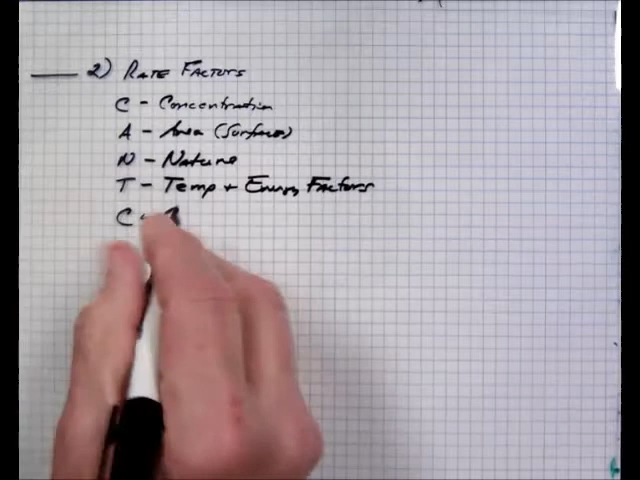 2) RATE FACTORS
C - Concentration
A - Area (Surface)
N - Nature
T - Temp + Energy Factors
C -